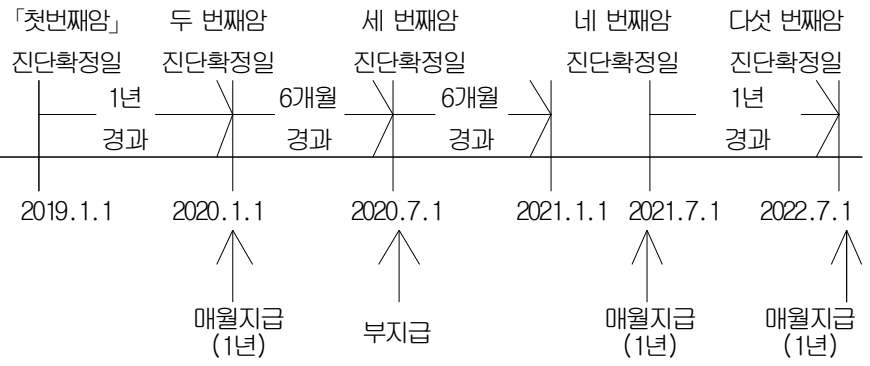 「첫번째암」 두 번째암 세 번째암 네 번째암 다섯 번째암
진단확정일 진단확정일 진단확정일 진단확정일 진단확정일
1년 6개월 6개월 1년
경과 경과 경과 경과
2019.1.1 2020.1.1 2020.7.1 2021.1.1 2021.7.1 2022.7.1
매월지급 부지급 매월지급 매월지급
(1년) (1년) (1년)